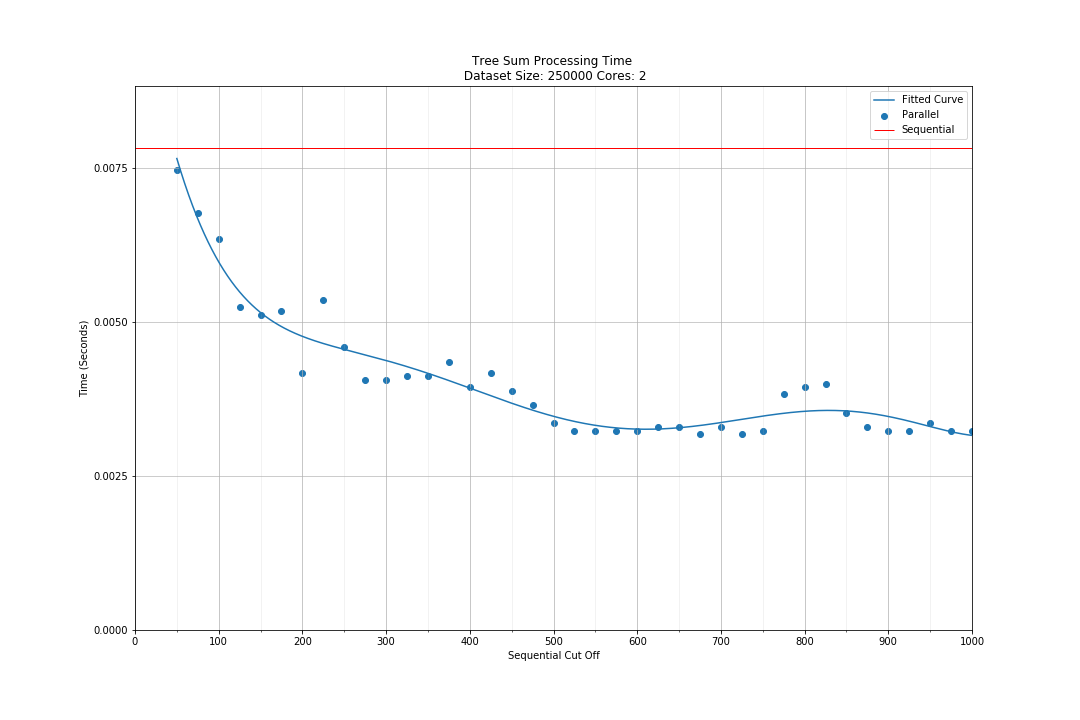 Tree Sum Processing Time
Dataset Size: 250000 Cores: 2
Fitted Curve
Parallel
Sequential
0.0075
0.0050
0.0025
0.0000
Time (Seconds)
0 100 200 300 400 500 600 700 800 900 1000
Sequential Cut Off